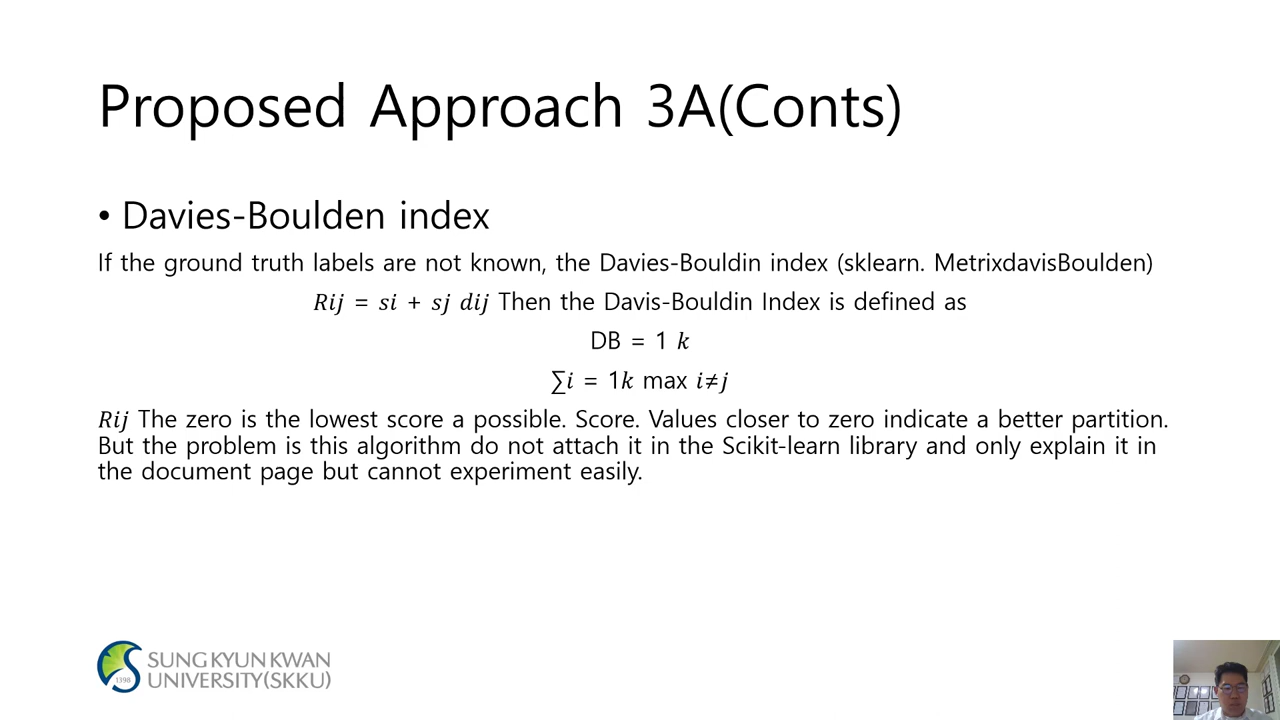 Proposed Approach 3A(Conts)
• Davies-Boulden index
If the ground truth labels are not known, the Davies-Bouldin index (sklearn. MetrixdavisBoulden)
𝑅𝑖𝑗 = 𝑠𝑖 + 𝑠𝑗 𝑑𝑖𝑗 Then the Davis-Bouldin Index is defined as
DB = 1 𝑘
∑𝑖 = 1𝑘 max 𝑖≠𝑗
𝑅𝑖𝑗 The zero is the lowest score a possible. Score. Values closer to zero indicate a better partition.
But the problem is this algorithm do not attach it in the Scikit-learn library and only explain it in
the document page but cannot experiment easily.
1398
SUNG KYUN KWAN
UNIVERSITY(SKKU)